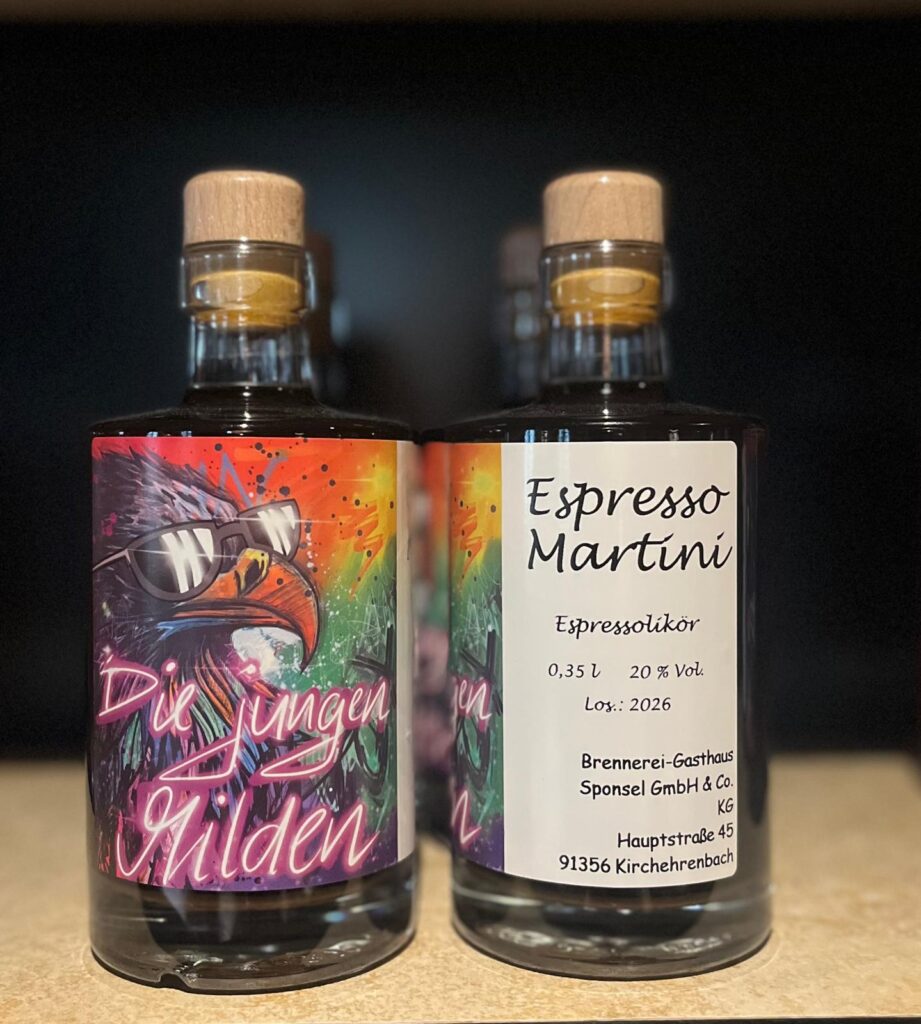 Die jungen
Milden
Espresso
Martini
Espressolikör
0,35 l 20 % Vol.
Los.: 2026
Brennerei-Gasthaus
Sponsel GmbH & Co.
KG
Hauptstraße 45
91356 Kirchehrenbach